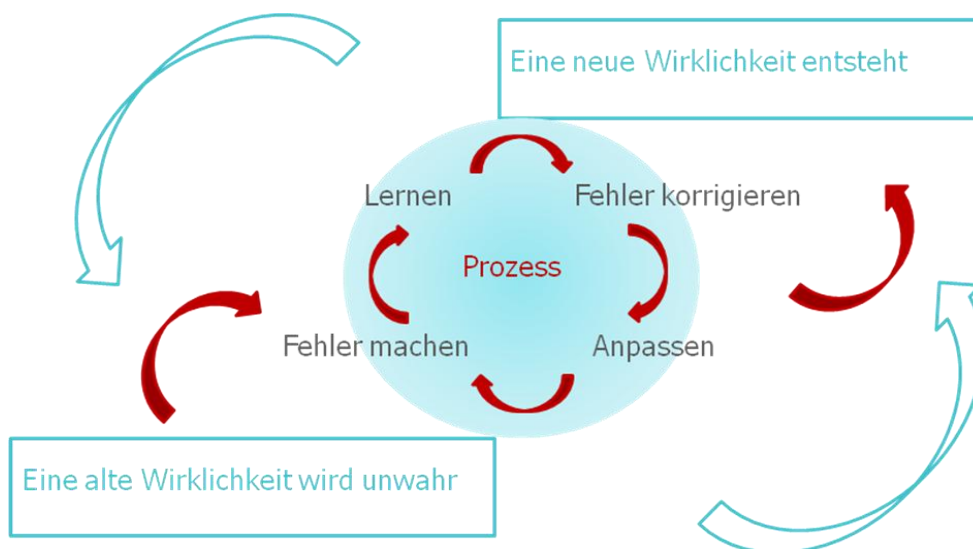 Eine neue Wirklichkeit entsteht
Lernen
Fehler korrigieren
Prozess
Fehler machen
Anpassen
Eine alte Wirklichkeit wird unwahr